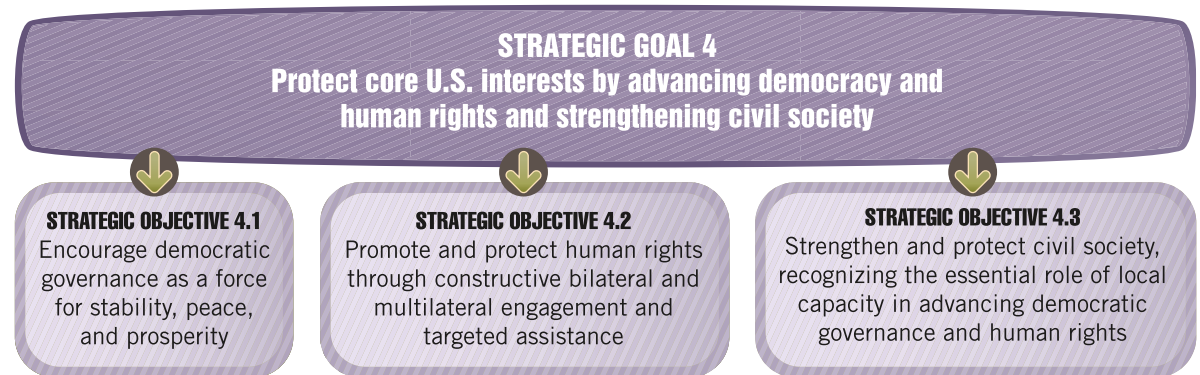 STRATEGIC GOAL 4
Protect core U.S. interests by advancing democracy and
human rights and strengthening civil society
STRATEGIC OBJECTIVE 4.1
Encourage democratic
governance as a force
for stability, peace,
and prosperity
STRATEGIC OBJECTIVE 4.2
Promote and protect human rights
through constructive bilateral and
multilateral engagement and
targeted assistance
STRATEGIC OBJECTIVE 4.3
Strengthen and protect civil society,
recognizing the essential role of local
capacity in advancing democratic
governance and human rights